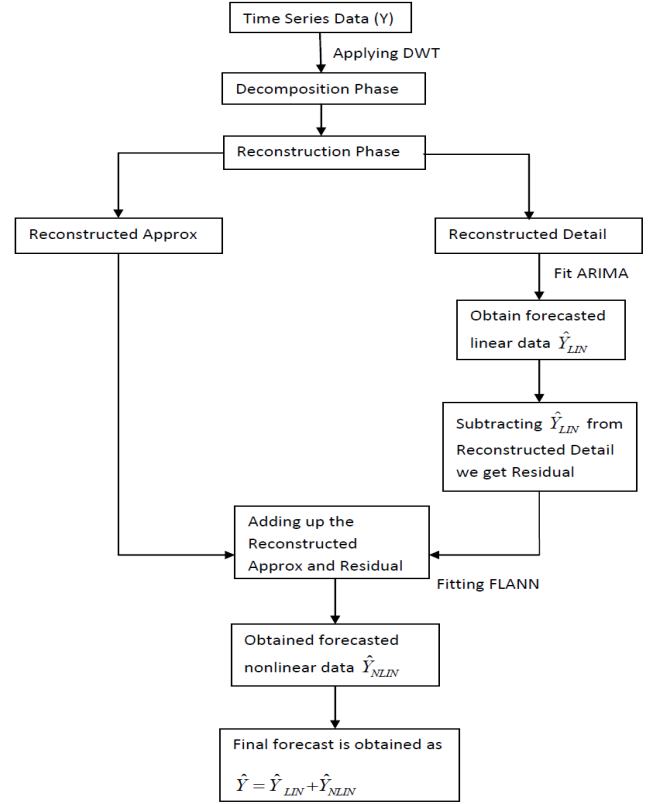 Time Series Data (Y)
Applying DWT
Decomposition Phase
Reconstruction Phase
Reconstructed Approx
Reconstructed Detail
Fit ARIMA
Obtain forecasted
linear data Ŷ_LIN
Subtracting Ŷ_LIN from
Reconstructed Detail
we get Residual
Adding up the
Reconstructed
Approx and Residual
Fitting FLANN
Obtained forecasted
nonlinear data Ŷ_NLIN
Final forecast is obtained as
Ŷ = Ŷ_LIN + Ŷ_NLIN